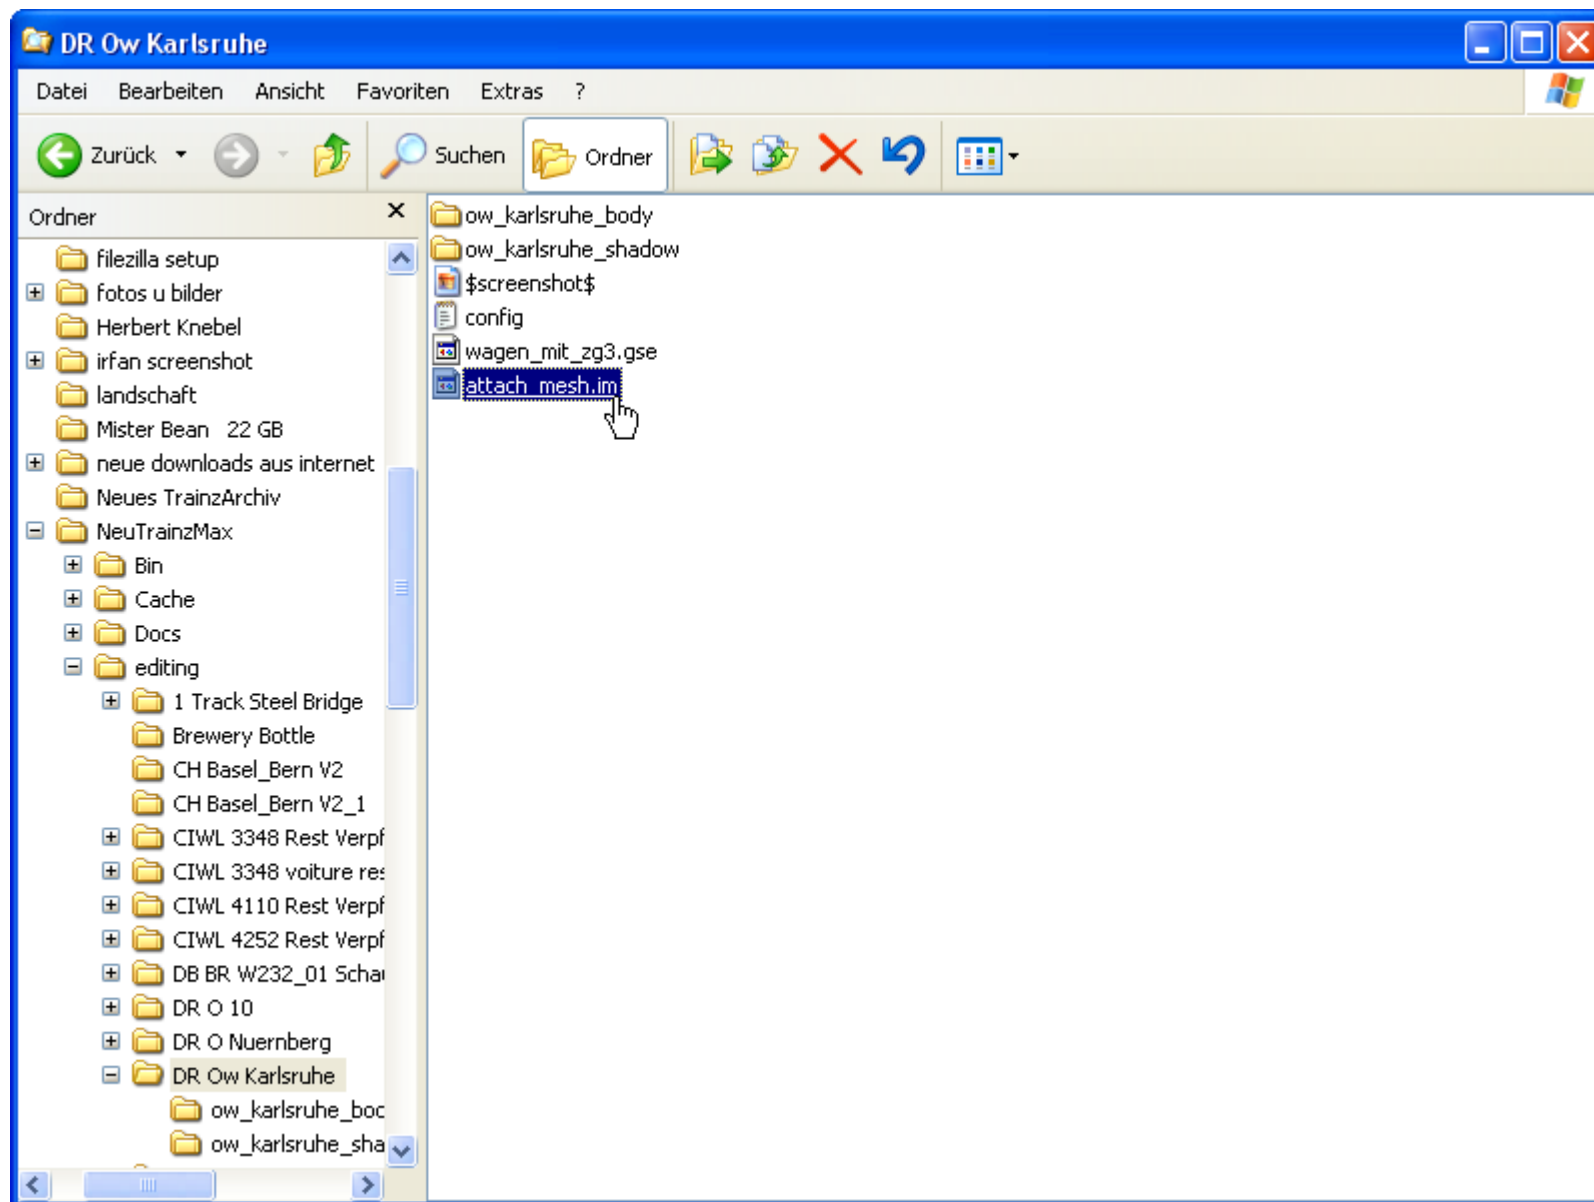 DR Ow Karlsruhe
Datei Bearbeiten Ansicht Favoriten Extras ?
Zurück Suchen Ordner
Ordner
filezilla setup
fotos u bilder
Herbert Knebel
irfan screenshot
landschaft
Mister Bean 22 GB
neue downloads aus internet
Neues TrainzArchiv
NeuTrainzMax
Bin
Cache
Docs
editing
1 Track Steel Bridge
Brewery Bottle
CH Basel_Bern V2
CH Basel_Bern V2_1
CIWL 3348 Rest Verpf
CIWL 3348 voiture res
CIWL 4110 Rest Verpf
CIWL 4252 Rest Verpf
DB BR W232_01 Schau
DR O 10
DR O Nuernberg
DR Ow Karlsruhe
ow_karlsruhe_boc
ow_karlsruhe_sha
ow_karlsruhe_body
ow_karlsruhe_shadow
$screenshot$
config
wagen_mit_zg3.gse
attach_mesh.im